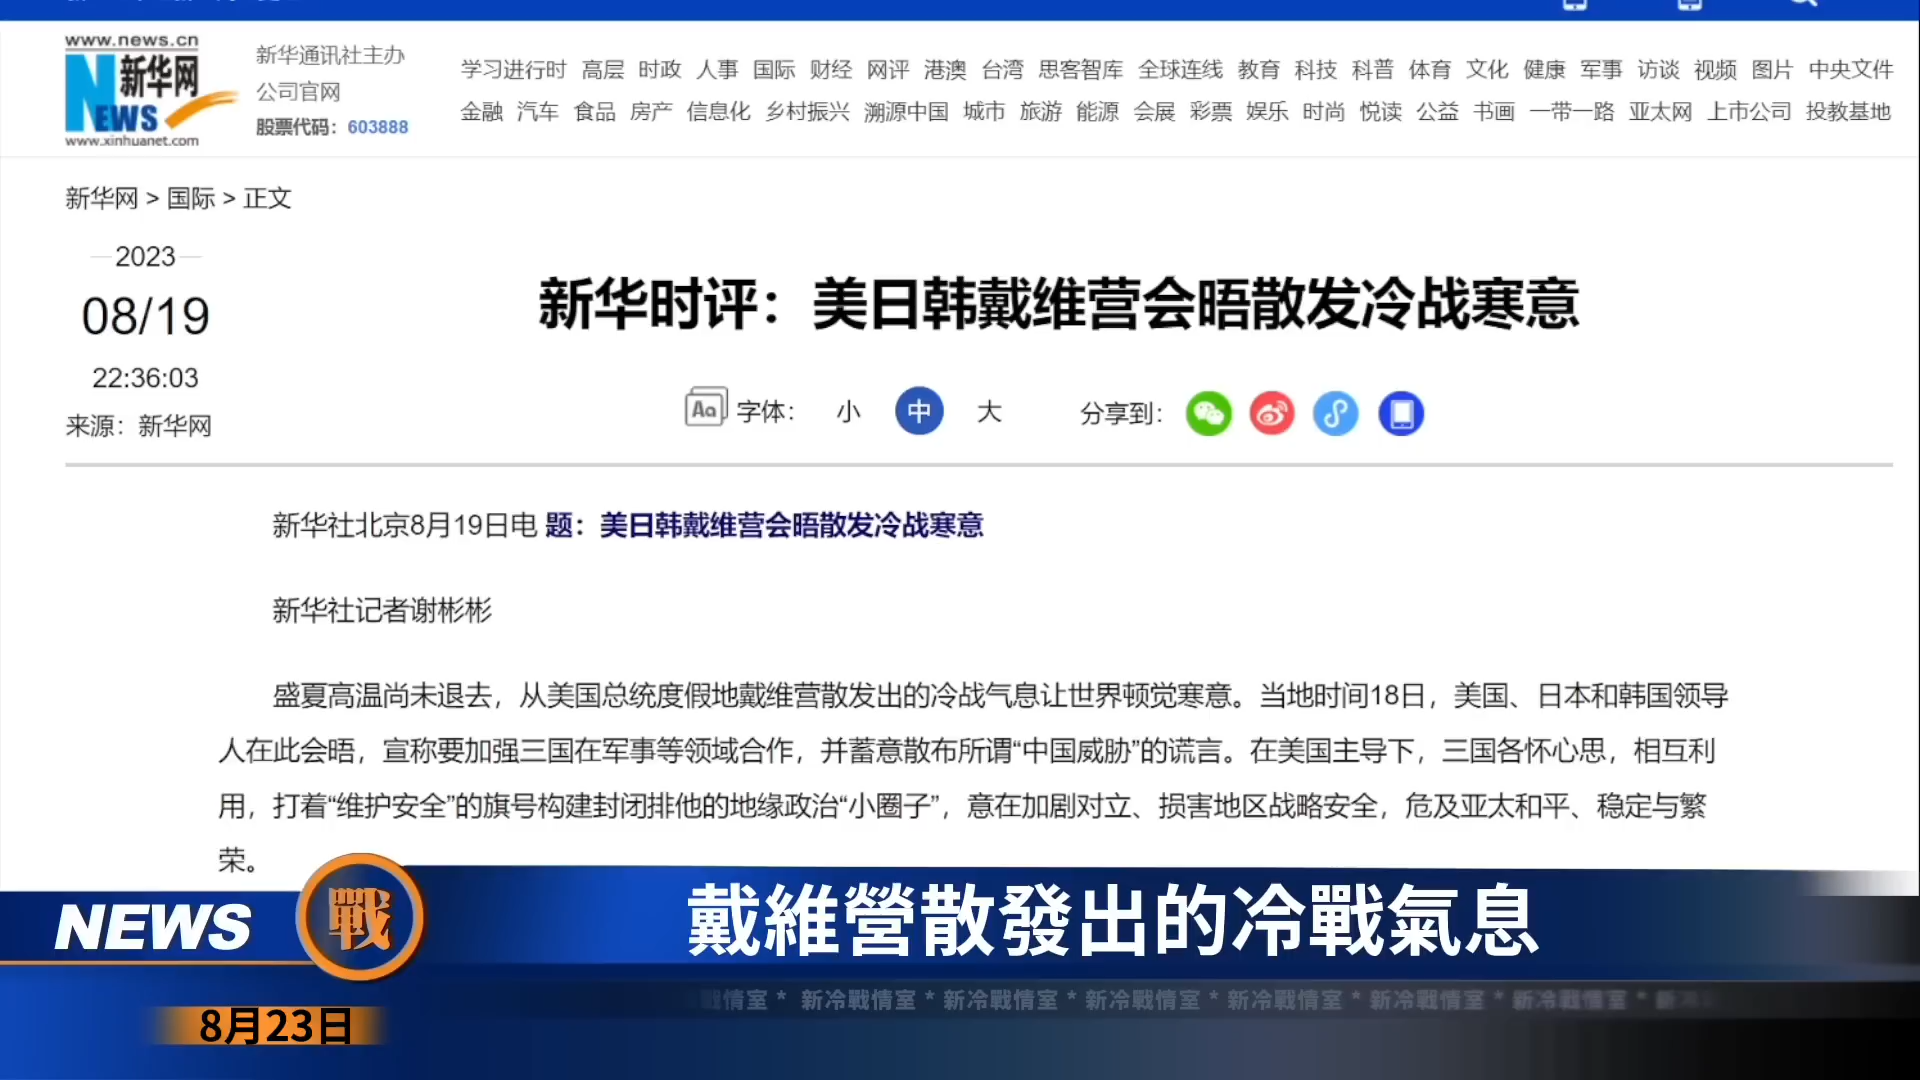 www.news.cn
新华网
NEWS
www.xinhuanet.com
新华通讯社主办
公司官网
股票代码：603888
学习进行时 高层 时政 人事 国际 财经 网评 港澳 台湾 思客智库 全球连线 教育 科技 科普 体育 文化 健康 军事 访谈 视频 图片 中央文件
金融 汽车 食品 房产 信息化 乡村振兴 溯源中国 城市 旅游 能源 会展 彩票 娱乐 时尚 悦读 公益 书画 一带一路 亚太网 上市公司 投教基地
新华网 > 国际 > 正文
2023
08/19
22:36:03
来源：新华网
新华时评：美日韩戴维营会晤散发冷战寒意
Aa 字体： 小 中 大 分享到：
新华社北京8月19日电 题：美日韩戴维营会晤散发冷战寒意
新华社记者谢彬彬
盛夏高温尚未退去，从美国总统度假地戴维营散发出的冷战气息让世界顿觉寒意。当地时间18日，美国、日本和韩国领导
人在此会晤，宣称要加强三国在军事等领域合作，并蓄意散布所谓“中国威胁”的谎言。在美国主导下，三国各怀心思，相互利
用，打着“维护安全”的旗号构建封闭排他的地缘政治“小圈子”，意在加剧对立、损害地区战略安全，危及亚太和平、稳定与繁
荣。
NEWS 戰 戴維營散發出的冷戰氣息
戰情室 * 新冷戰情室 * 新冷戰情室 * 新冷戰情室 * 新冷戰情室 * 新冷戰情室 * 新冷戰情室 *
8月23日